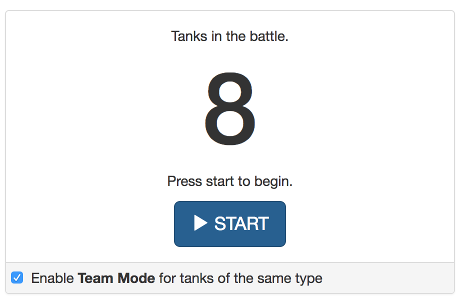 Tanks in the battle.
8
Press start to begin.
START
Enable Team Mode for tanks of the same type